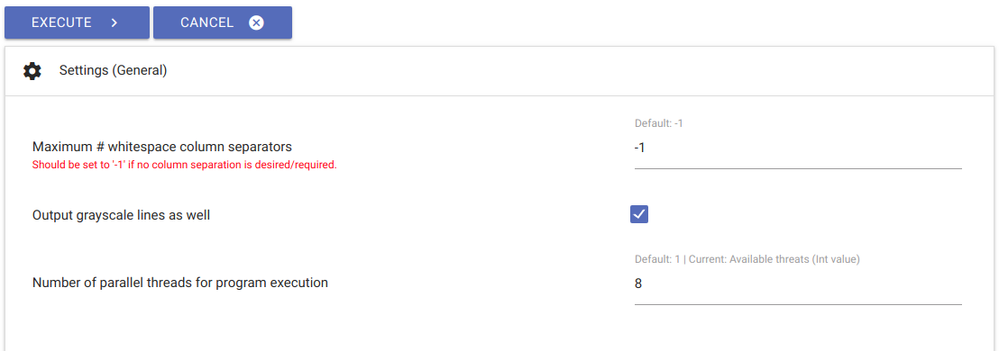 EXECUTE
CANCEL
Settings (General)
Default: -1
Maximum # whitespace column separators
-1
Should be set to '-1' if no column separation is desired/required.
Output grayscale lines as well
Default: 1 | Current: Available threats (Int value)
Number of parallel threads for program execution
8